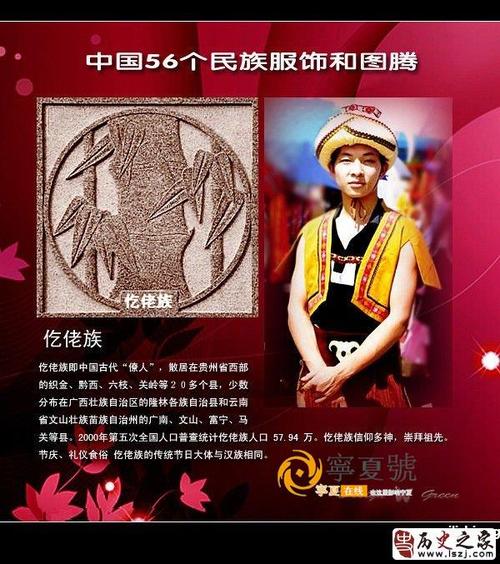 中国56个民族服饰和图腾
仡佬族
仡佬族
仡佬族即中国古代“僚人”，散居在贵州省西部
的织金、黔西、六枝、关岭等２０多个县，少数
分布在广西壮族自治区的隆林各族自治县和云南
省文山壮族苗族自治州的广南、文山、富宁、马
关等县。2000年第五次全国人口普查统计仡佬族人口 57.94 万。仡佬族信仰多神，崇拜祖先。
节庆、礼仪食俗 仡佬族的传统节日大体与汉族相同。
寧夏號
寧夏在线 在这里影响宁夏
Green
历史之家
www.lszj.com